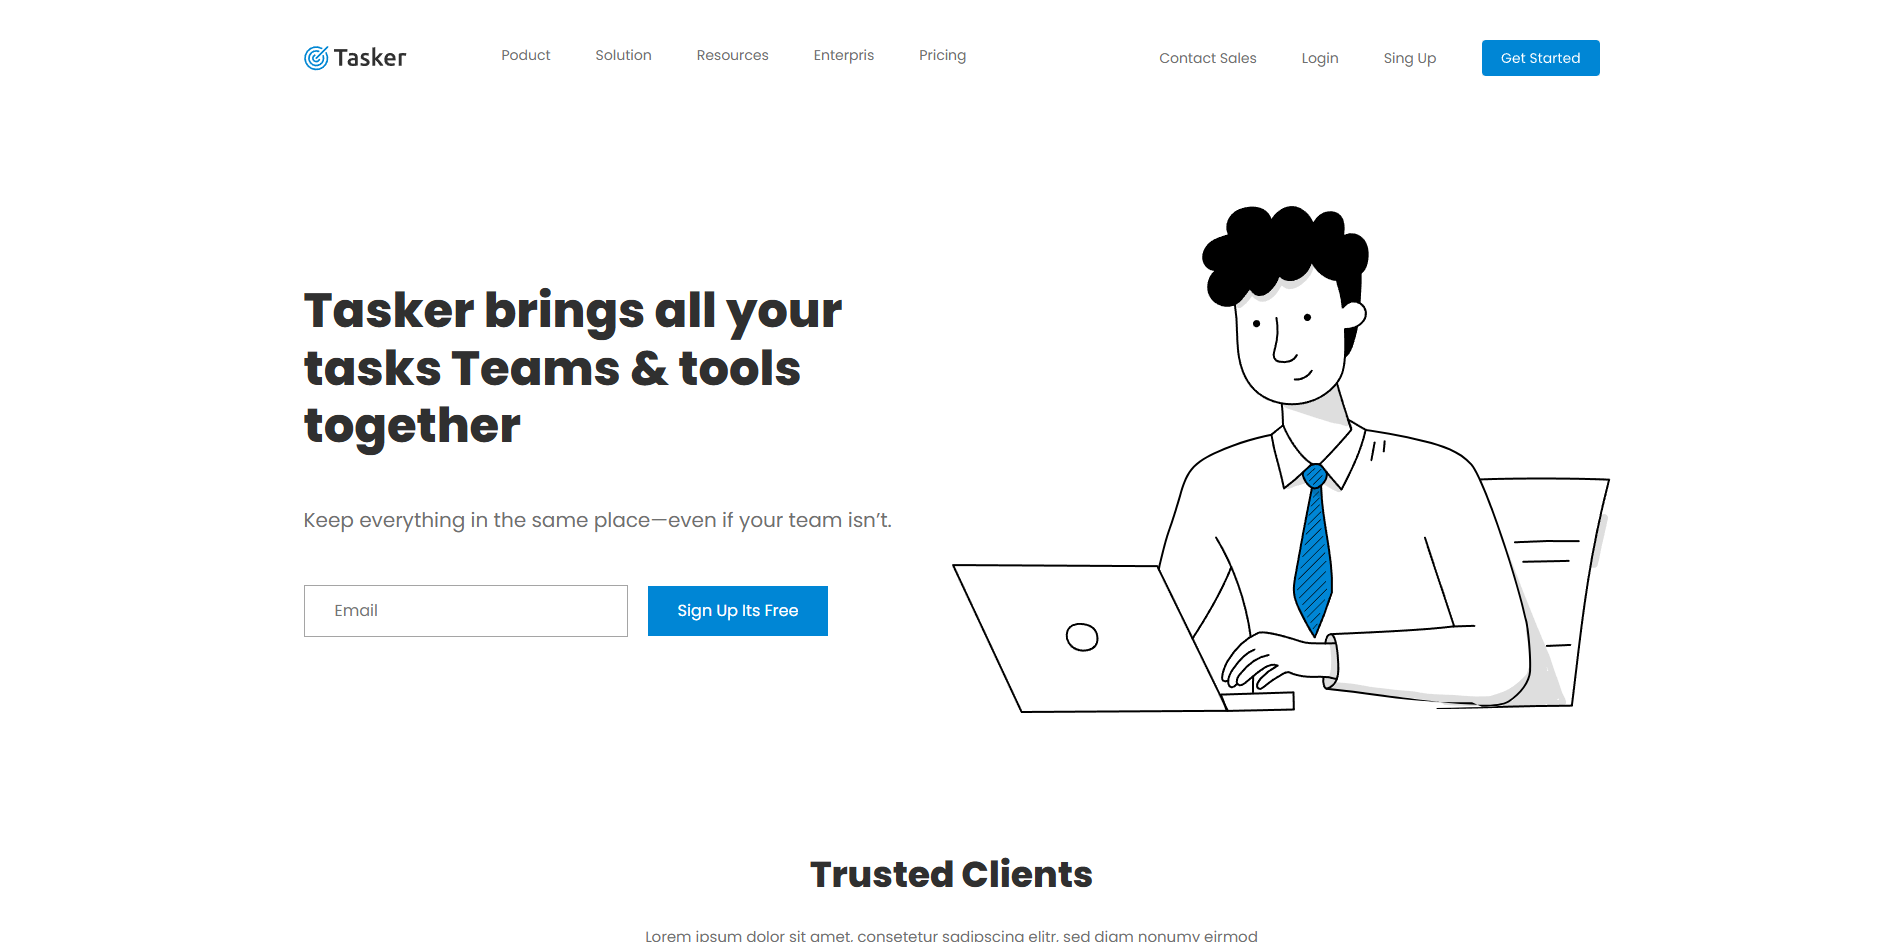 Tasker
Poduct
Solution
Resources
Enterpris
Pricing
Contact Sales
Login
Sing Up
Get Started
Tasker brings all your
tasks Teams & tools
together
Keep everything in the same place—even if your team isn’t.
Email
Sign Up Its Free
Trusted Clients
Lorem ipsum dolor sit amet, consetetur sadipscing elitr, sed diam nonumy eirmod